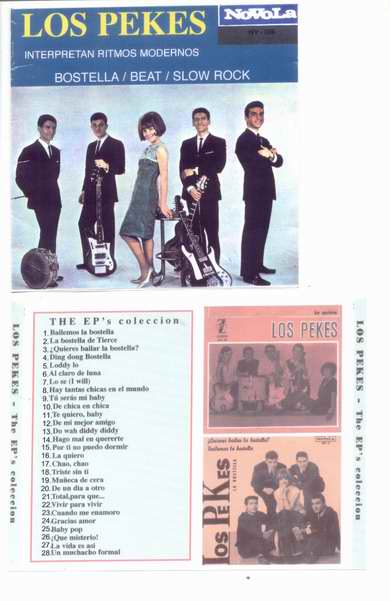 LOS PEKES
NOVOLA
INTERPRETAN RITMOS MODERNOS
BOSTELLA / BEAT / SLOW ROCK
LOS PEKES - The EP's coleccion
THE EP's coleccion
1.Bailemos la bostella
2.La bostella de Tierce
3.¿Quieres bailar la bostella?
4.Ding dong Bostella
5.Loddy lo
6.Al claro de luna
7.Lo se (I will)
8.Hay tantas chicas en el mundo
9.Tú serás mi baby
10.De chica en chica
11.Te quiero, baby
12.De mi mejor amigo
13.Do wah diddy diddy
14.Hago mal en quererte
15.Por ti no puedo dormir
16.La quiero
17.Chao, chao
18.Triste sin ti
19.Muñeca de cera
20.De un dia a otro
21.Total,para que...
22.Vivir para vivir
23.Cuando me enamoro
24.Gracias amor
25.Baby pop
26.¡Que misterio!
27.La vida es asi
28.Un muchacho formal
LOS PEKES
¿Quieres bailar la bostella?
Bailemos la bostella
LOS PEKES
LA BOSTELLA
LOS PEKES - The EP's coleccion